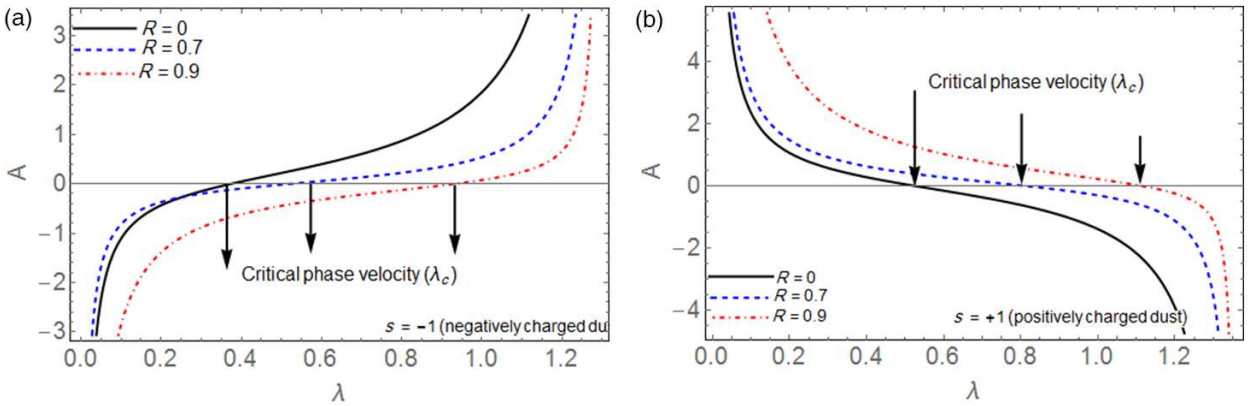 (a)
R = 0
R = 0.7
R = 0.9
3
2
1
0
−1
−2
−3
A
Critical phase velocity (λc)
s = −1 (negatively charged du
0.0 0.2 0.4 0.6 0.8 1.0 1.2
λ
(b)
4
2
0
−2
−4
A
Critical phase velocity (λc)
R = 0
R = 0.7
R = 0.9
s = +1 (positively charged dust)
0.0 0.2 0.4 0.6 0.8 1.0 1.2
λ